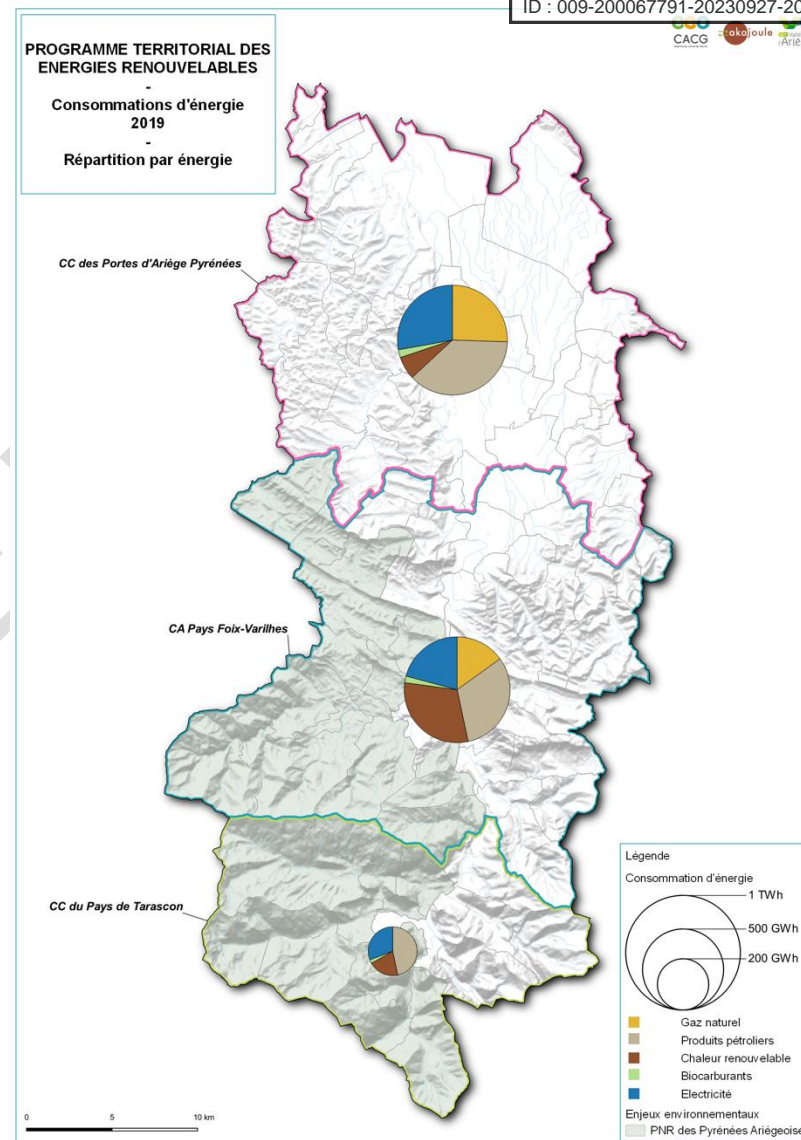 ID : 009-200067791-20230927-20
CACG
akajoule
PROGRAMME TERRITORIAL DES
ENERGIES RENOUVELABLES
-
Consommations d'énergie
2019
-
Répartition par énergie
CC des Portes d'Ariège Pyrénées
CA Pays Foix-Varilhes
CC du Pays de Tarascon
Légende
Consommation d'énergie
1 TWh
500 GWh
200 GWh
Gaz naturel
Produits pétroliers
Chaleur renouvelable
Biocarburants
Electricité
Enjeux environnementaux
PNR des Pyrénées Ariégeoise
0 5 10 km